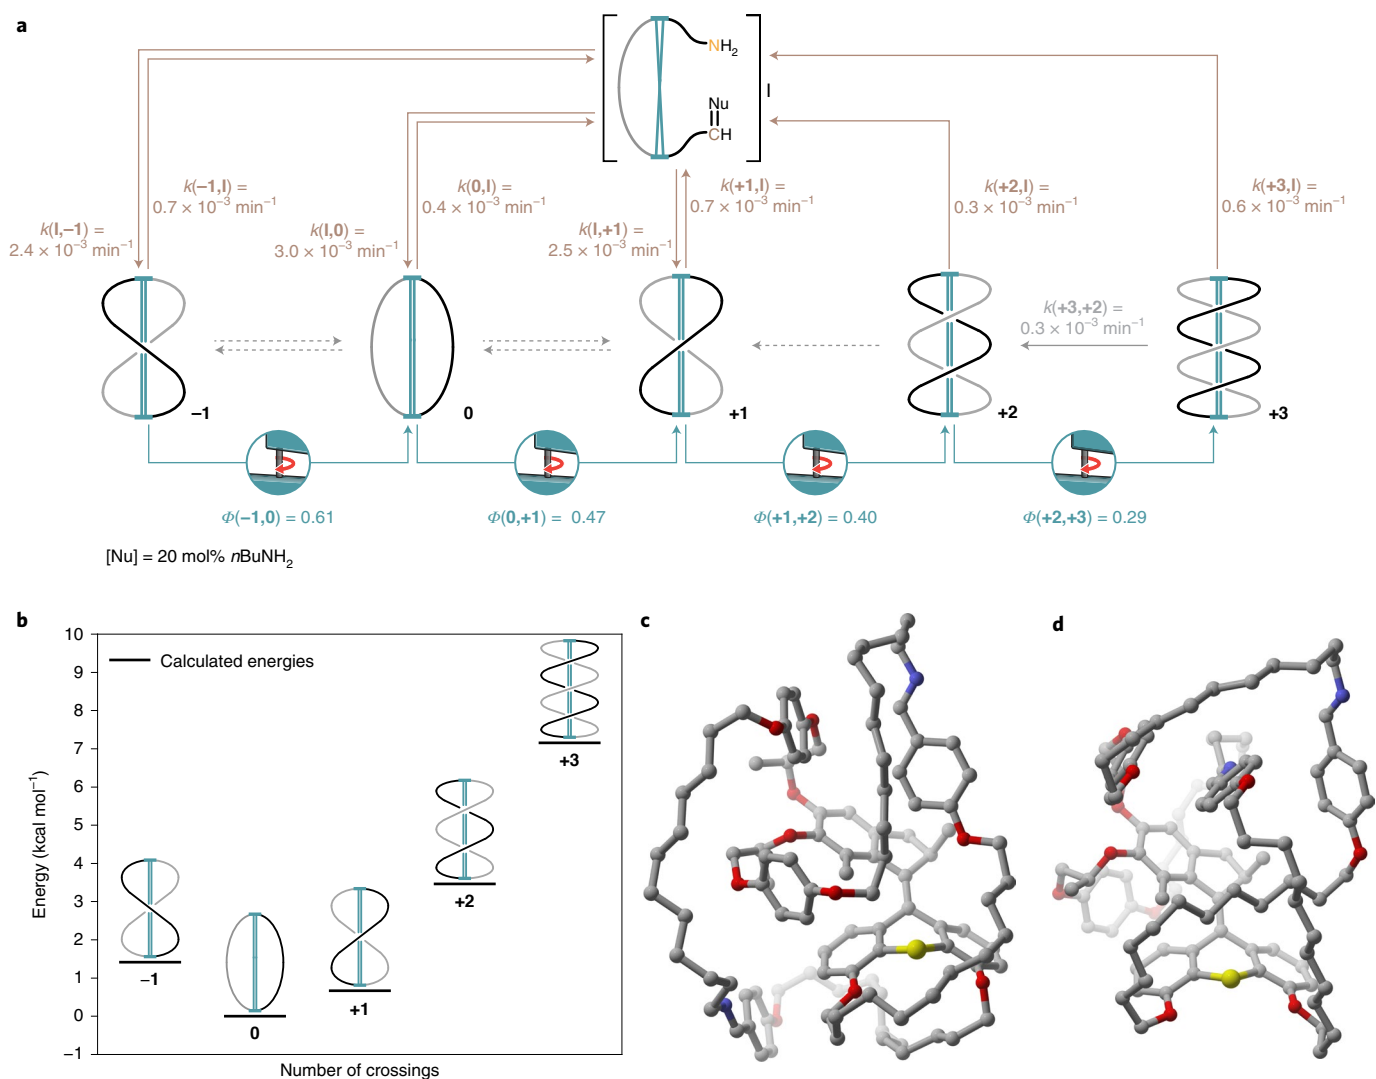 a
NH2
Nu
CH
I
k(−1,I) =
0.7 × 10−3 min−1
k(0,I) =
0.4 × 10−3 min−1
k(+1,I) =
0.7 × 10−3 min−1
k(+2,I) =
0.3 × 10−3 min−1
k(+3,I) =
0.6 × 10−3 min−1
k(I,−1) =
2.4 × 10−3 min−1
k(I,0) =
3.0 × 10−3 min−1
k(I,+1) =
2.5 × 10−3 min−1
k(+3,+2) =
0.3 × 10−3 min−1
−1
0
+1
+2
+3
Φ(−1,0) = 0.61
Φ(0,+1) = 0.47
Φ(+1,+2) = 0.40
Φ(+2,+3) = 0.29
[Nu] = 20 mol% nBuNH2
b
Energy (kcal mol−1)
10
9
8
7
6
5
4
3
2
1
0
−1
Calculated energies
−1
0
+1
+2
+3
Number of crossings
c
d